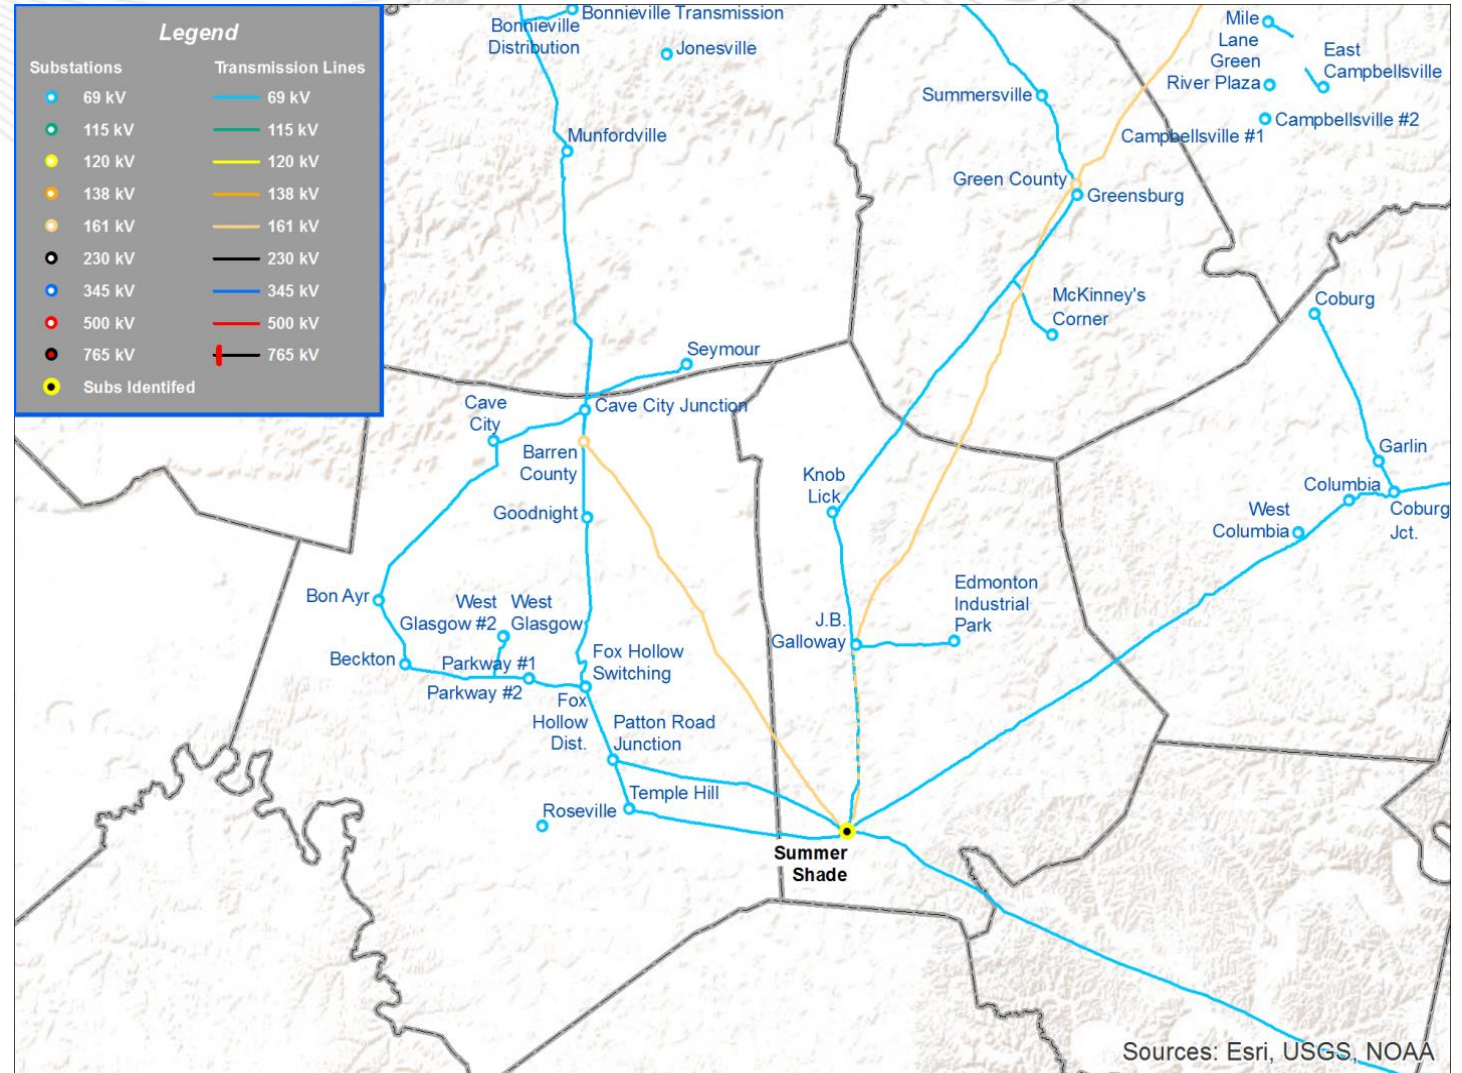 Legend
Substations
Transmission Lines
69 kV
69 kV
115 kV
115 kV
120 kV
120 kV
138 kV
138 kV
161 kV
161 kV
230 kV
230 kV
345 kV
345 kV
500 kV
500 kV
765 kV
765 kV
Subs Identifed
Bonnieville Transmission
Bonnieville
Distribution
Jonesville
Munfordville
Mile
Lane
Green
River Plaza
East
Campbellsville
Summersville
Campbellsville #2
Campbellsville #1
Green County
Greensburg
McKinney's
Corner
Coburg
Seymour
Cave
City
Cave City Junction
Barren
County
Goodnight
Knob
Lick
Garlin
Columbia
West
Columbia
Coburg
Jct.
Bon Ayr
West
Glasgow #2
West
Glasgow
Edmonton
Industrial
Park
J.B.
Galloway
Beckton
Parkway #1
Parkway #2
Fox Hollow
Switching
Fox
Hollow
Dist.
Patton Road
Junction
Temple Hill
Roseville
Summer
Shade
Sources: Esri, USGS, NOAA